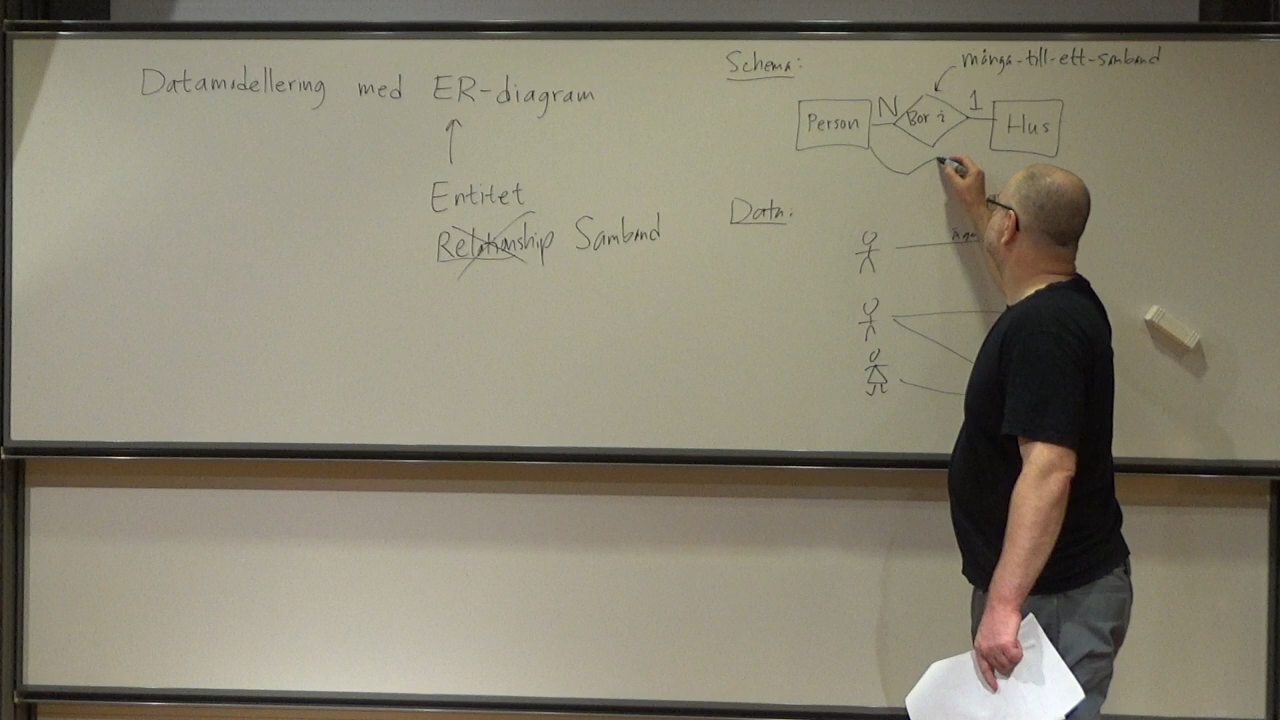 Datamodellering med ER-diagram
Entitet
Relationship Samband
Schema:
många-till-ett-samband
Person N Bor i 1 Hus
Data: